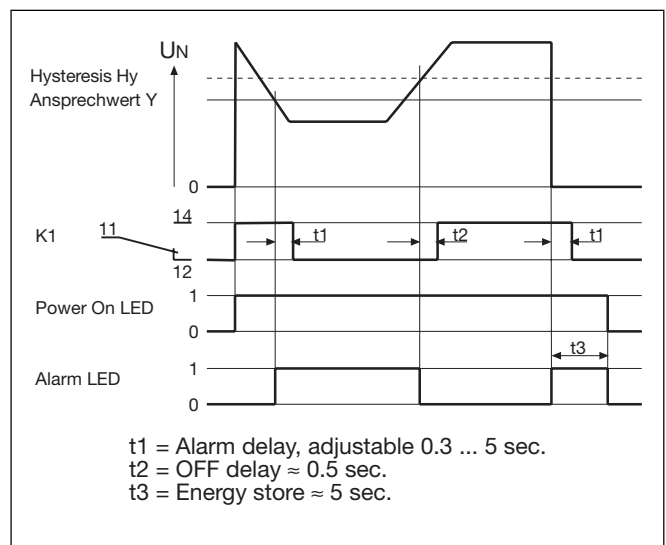 UN
Hysteresis Hy
Ansprechwert Y
0
14
K1 11 t1 t2 t1
12
1
Power On LED
0
t3
1
Alarm LED
0
t1 = Alarm delay, adjustable 0.3 ... 5 sec.
t2 = OFF delay ≈ 0.5 sec.
t3 = Energy store ≈ 5 sec.